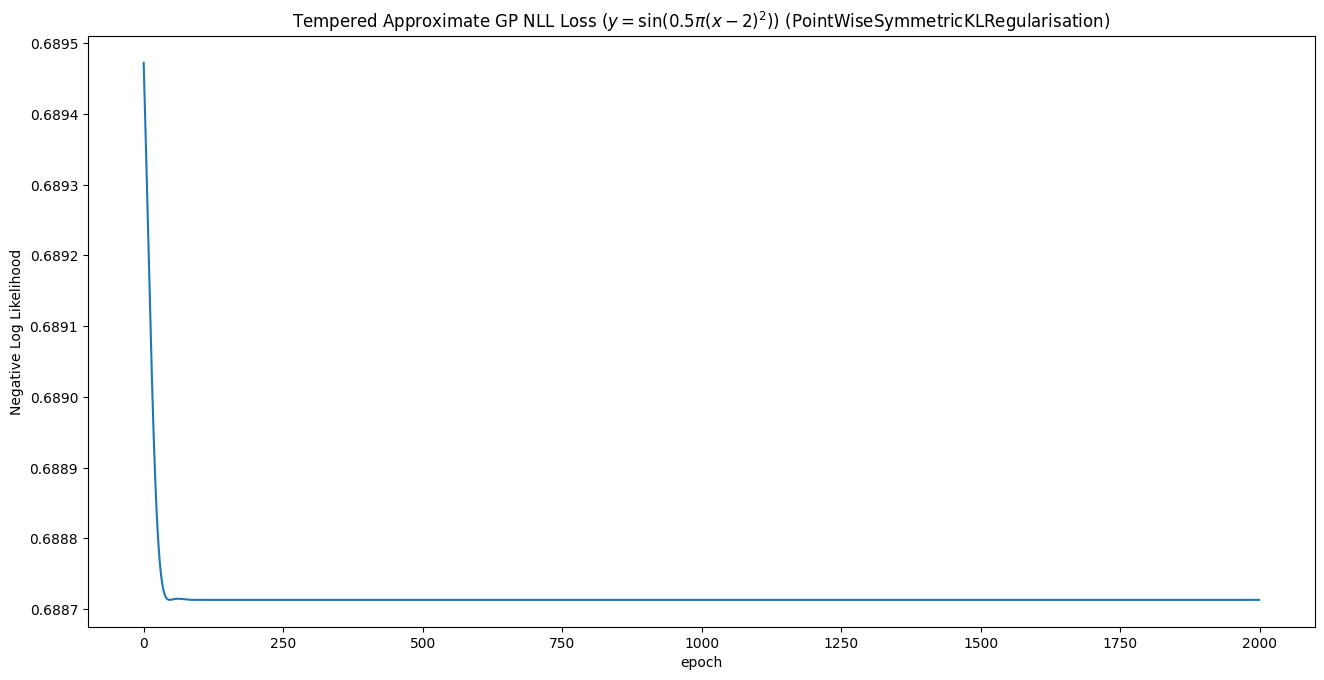 Tempered Approximate GP NLL Loss (y = sin(0.5π(x − 2)²)) (PointWiseSymmetricKLRegularisation)
0.6895
0.6894
0.6893
0.6892
0.6891
0.6890
0.6889
0.6888
0.6887
Negative Log Likelihood
0 250 500 750 1000 1250 1500 1750 2000
epoch